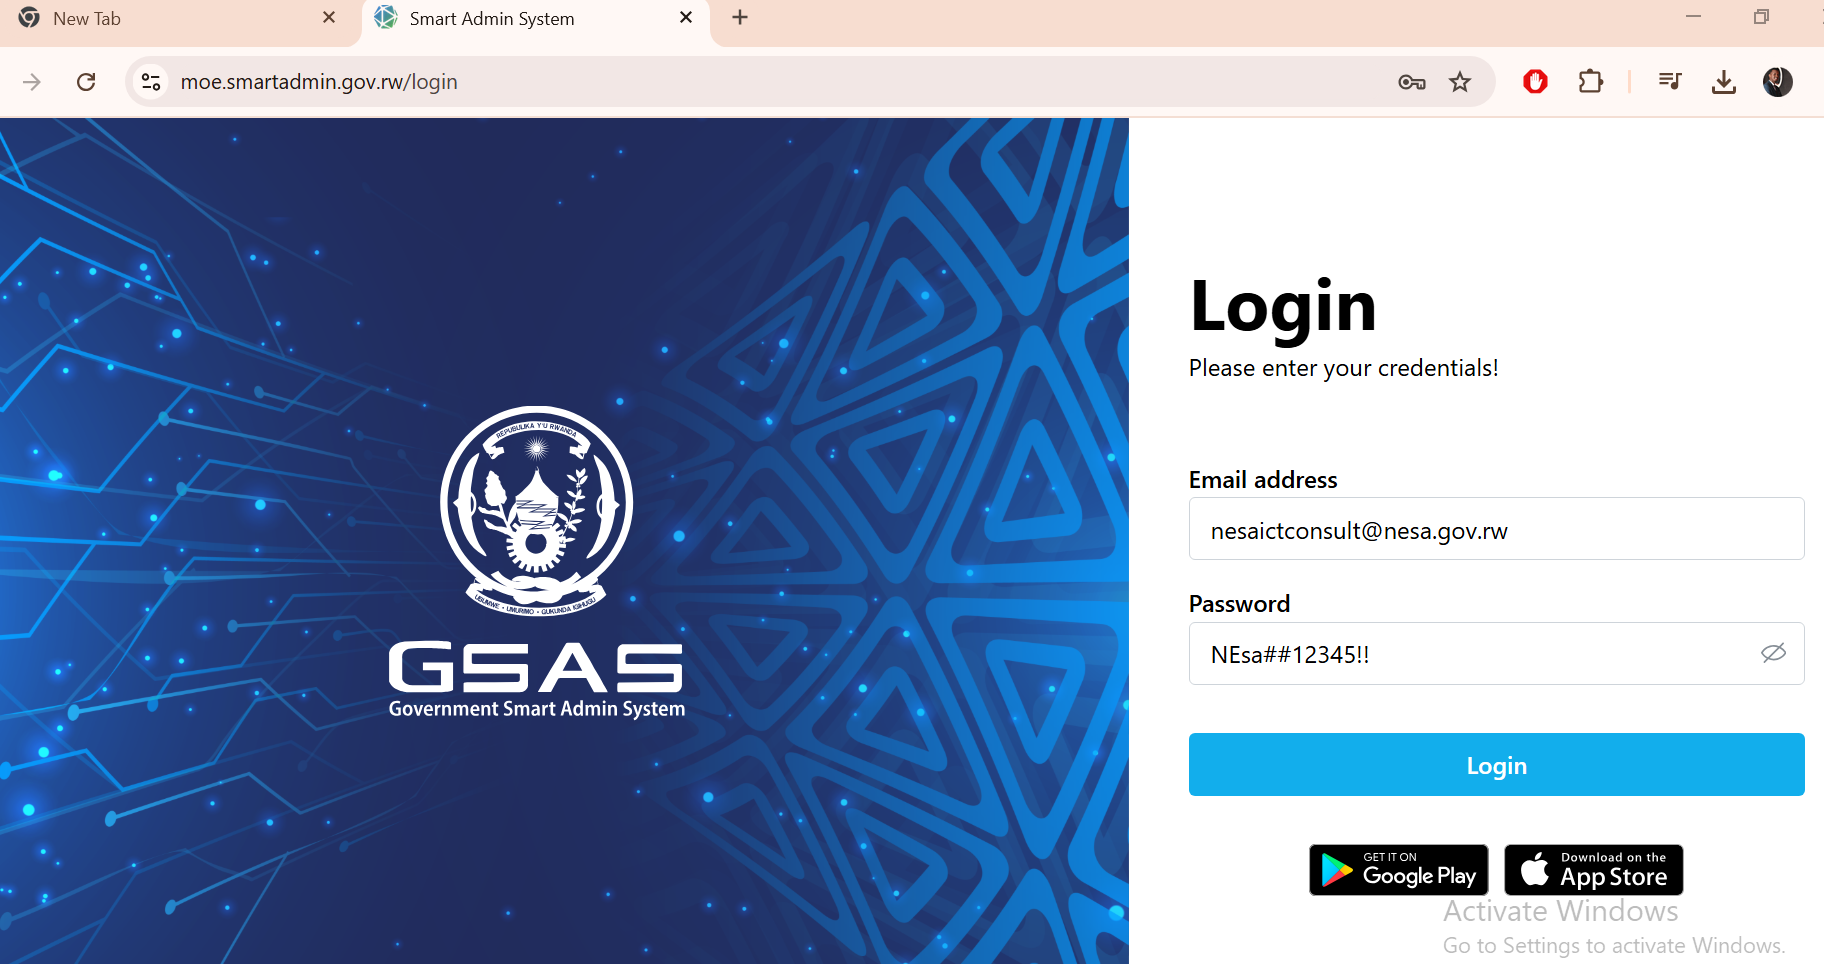 New Tab
Smart Admin System
moe.smartadmin.gov.rw/login
REPUBULIKA Y'U RWANDA
UBUMWE • UMURIMO • GUKUNDA IGIHUGU
GSAS
Government Smart Admin System
Login
Please enter your credentials!
Email address
nesaictconsult@nesa.gov.rw
Password
NEsa##12345!!
Login
GET IT ON
Google Play
Download on the
App Store
Activate Windows
Go to Settings to activate Windows.